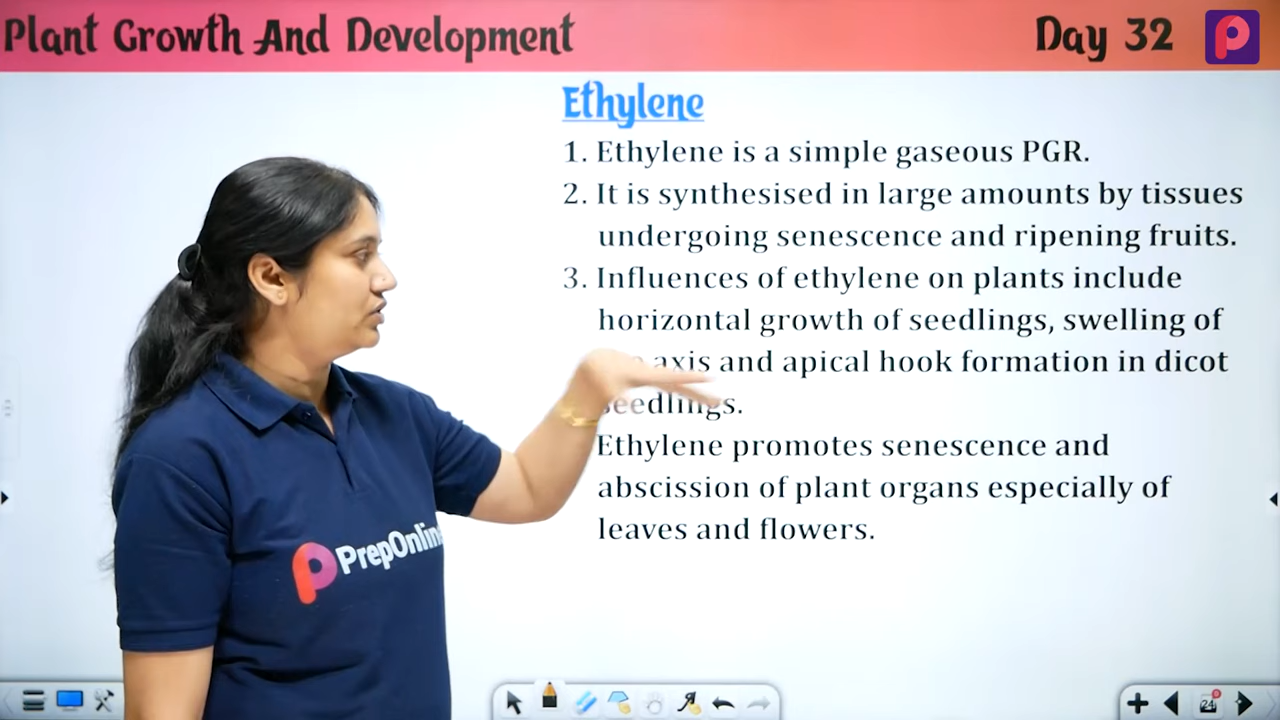 Plant Growth And Development
Day 32
Ethylene
1. Ethylene is a simple gaseous PGR.
2. It is synthesised in large amounts by tissues
undergoing senescence and ripening fruits.
3. Influences of ethylene on plants include
horizontal growth of seedlings, swelling of
axis and apical hook formation in dicot
seedlings.
Ethylene promotes senescence and
abscission of plant organs especially of
leaves and flowers.
PrepOnline
24